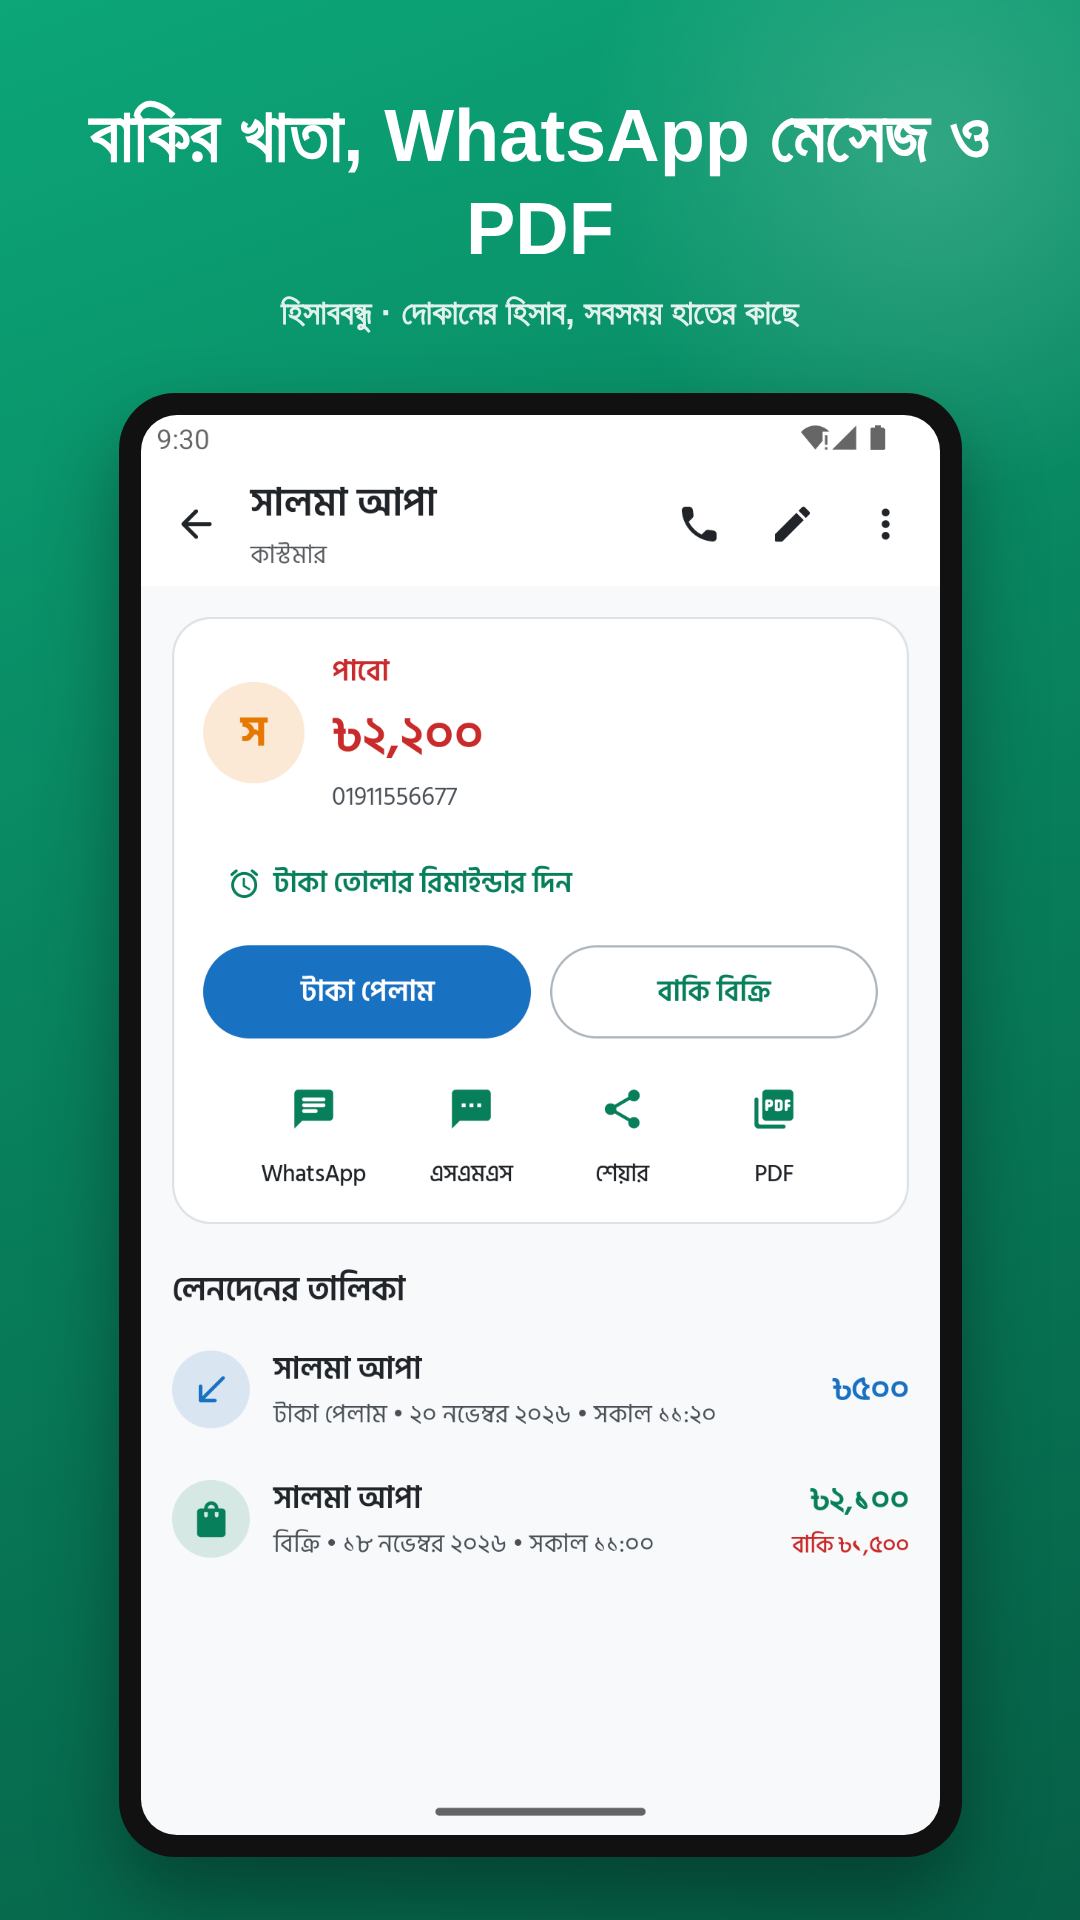 বাকির খাতা, WhatsApp মেসেজ ও
PDF
হিসাববন্ধু · দোকানের হিসাব, সবসময় হাতের কাছে
9:30
সালমা আপা
কাস্টমার
পাবো
স
৳২,২০০
01911556677
টাকা তোলার রিমাইন্ডার দিন
টাকা পেলাম
বাকি বিক্রি
WhatsApp
এসএমএস
শেয়ার
PDF
লেনদেনের তালিকা
সালমা আপা
৳৫০০
টাকা পেলাম • ২০ নভেম্বর ২০২৬ • সকাল ১১:২০
সালমা আপা
৳২,১০০
বিক্রি • ১৮ নভেম্বর ২০২৬ • সকাল ১১:০০
বাকি ৳১,৫০০